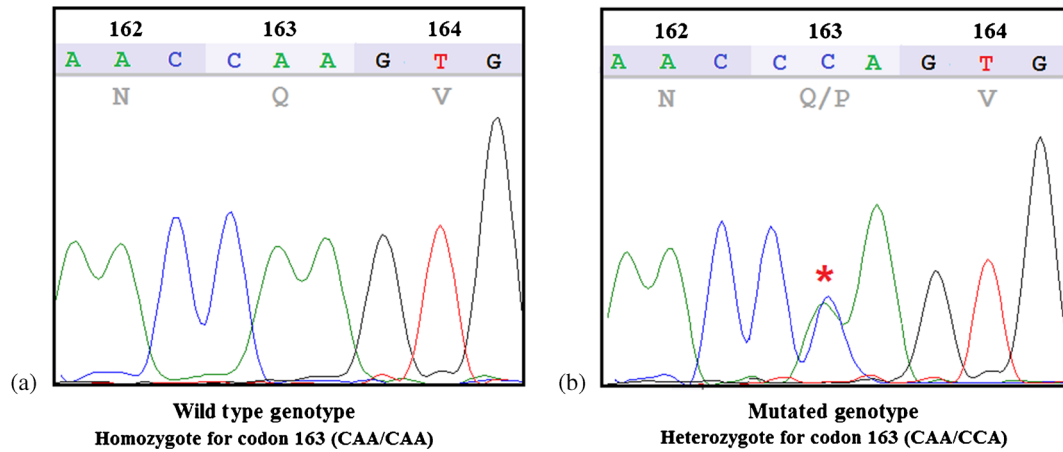 162 163 164
A A C C A A G T G
N Q V
(a)
Wild type genotype
Homozygote for codon 163 (CAA/CAA)
162 163 164
A A C C C A G T G
N Q/P V
*
(b)
Mutated genotype
Heterozygote for codon 163 (CAA/CCA)